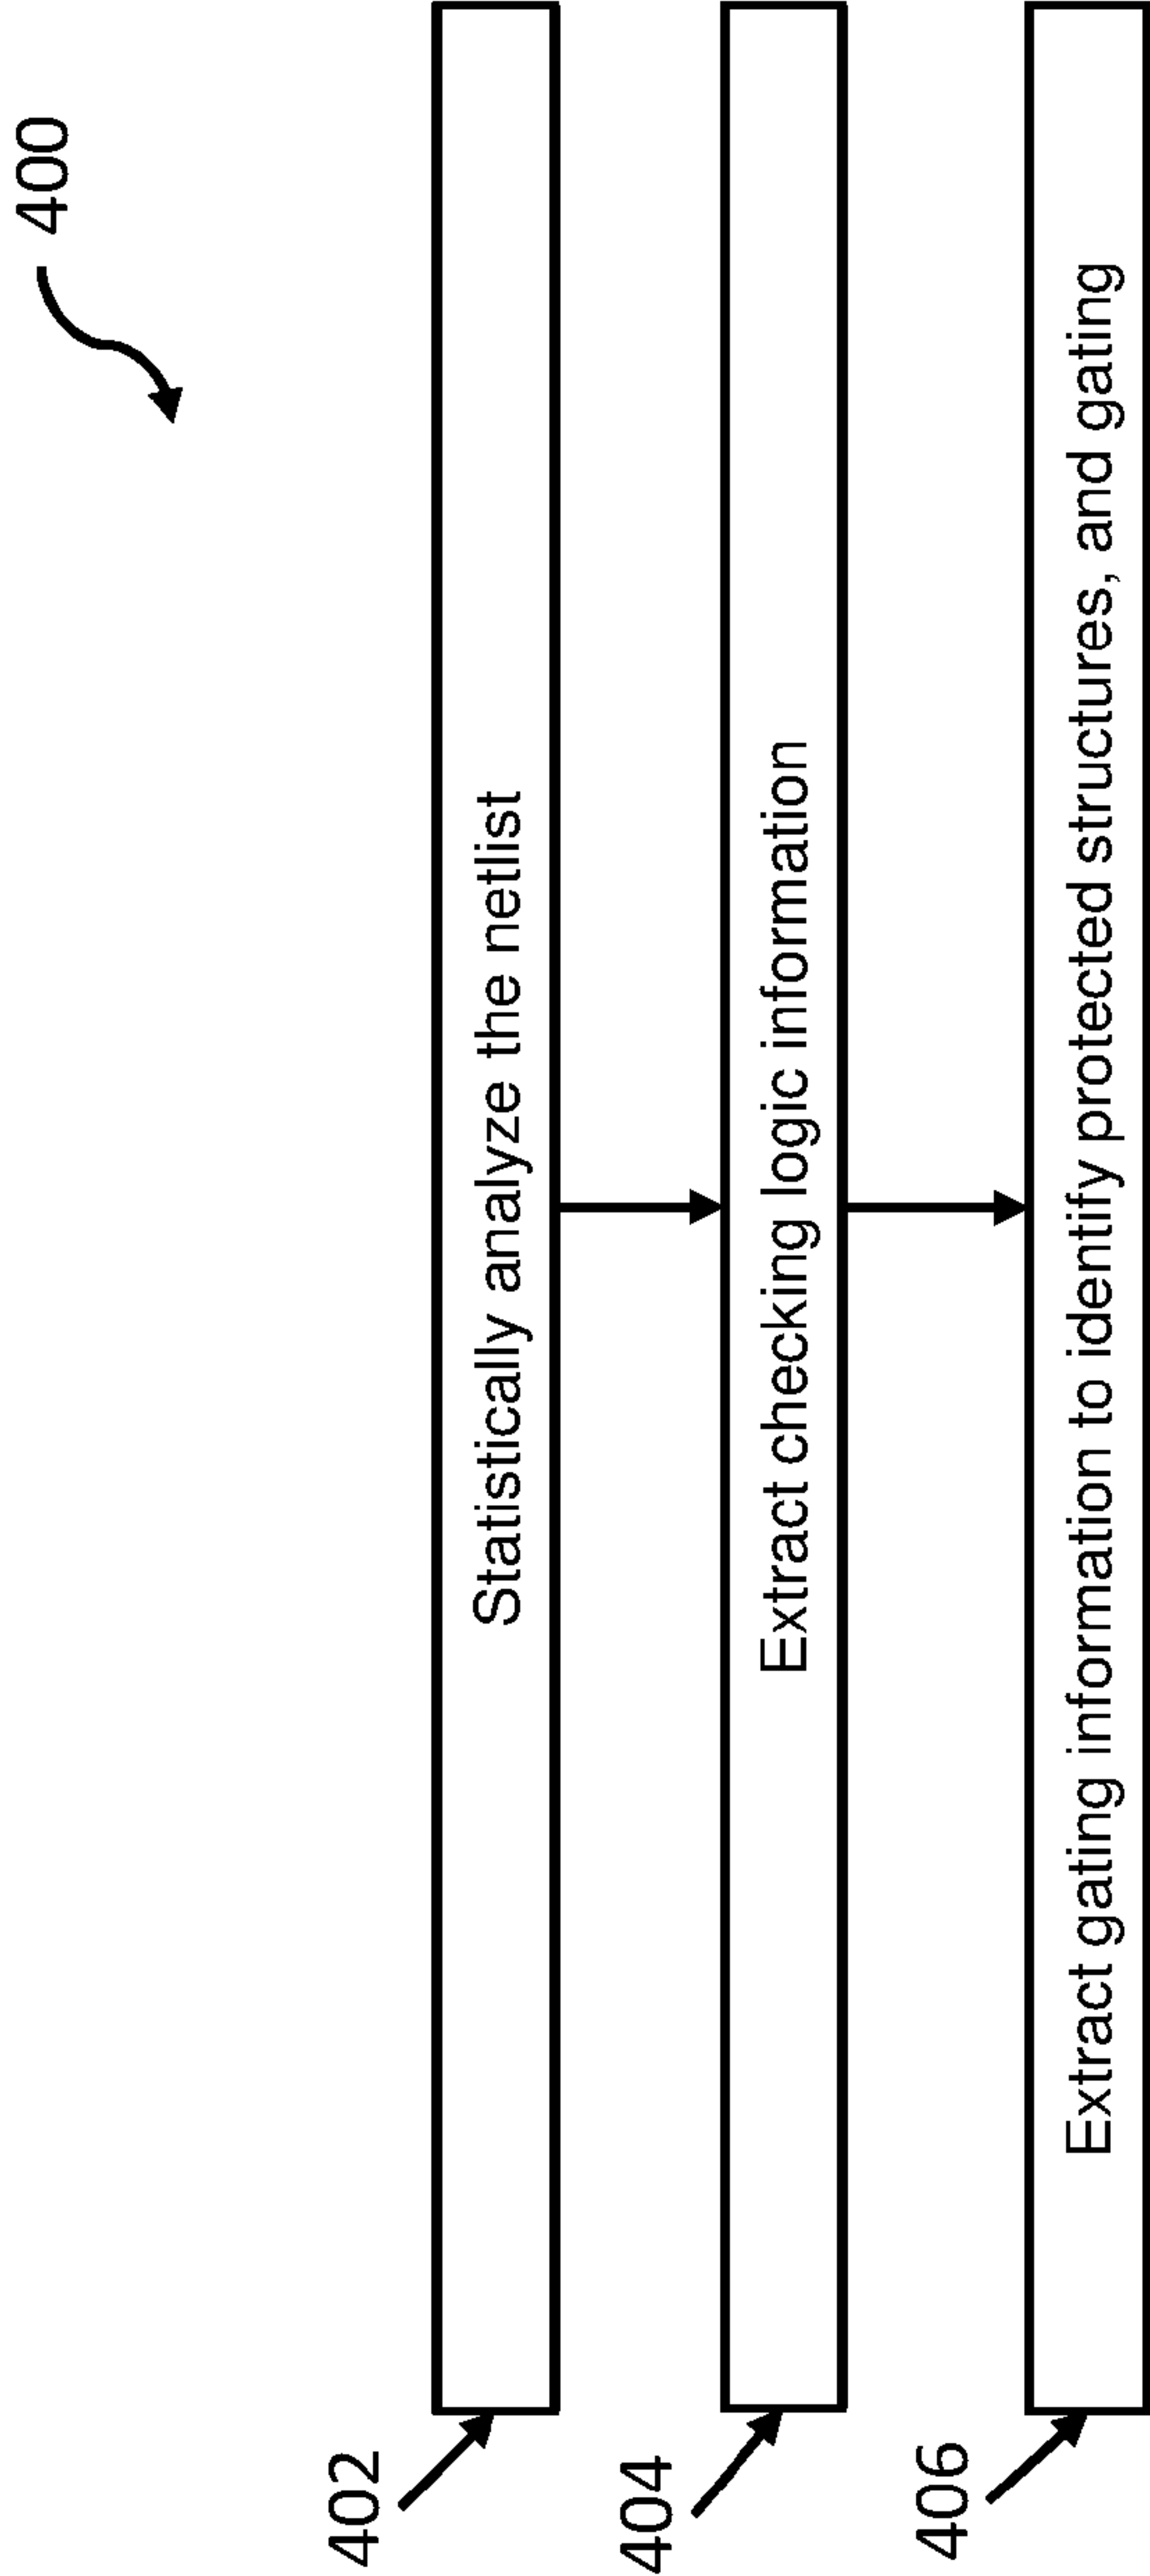 400
402
Statistically analyze the netlist
404
Extract checking logic information
406
Extract gating information to identify protected structures, and gating